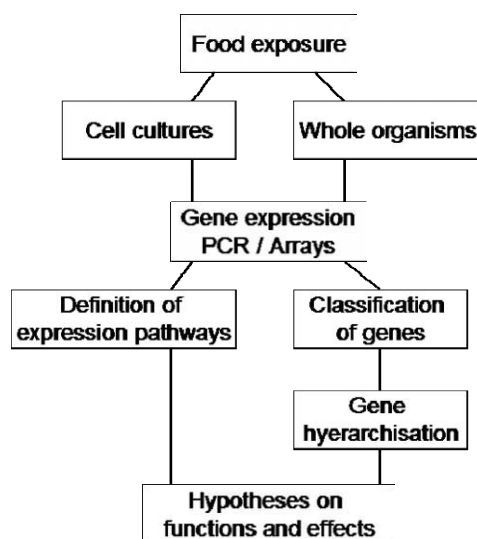 Food exposure
Cell cultures
Whole organisms
Gene expression
PCR / Arrays
Definition of
expression pathways
Classification
of genes
Gene
hyerarchisation
Hypotheses on
functions and effects